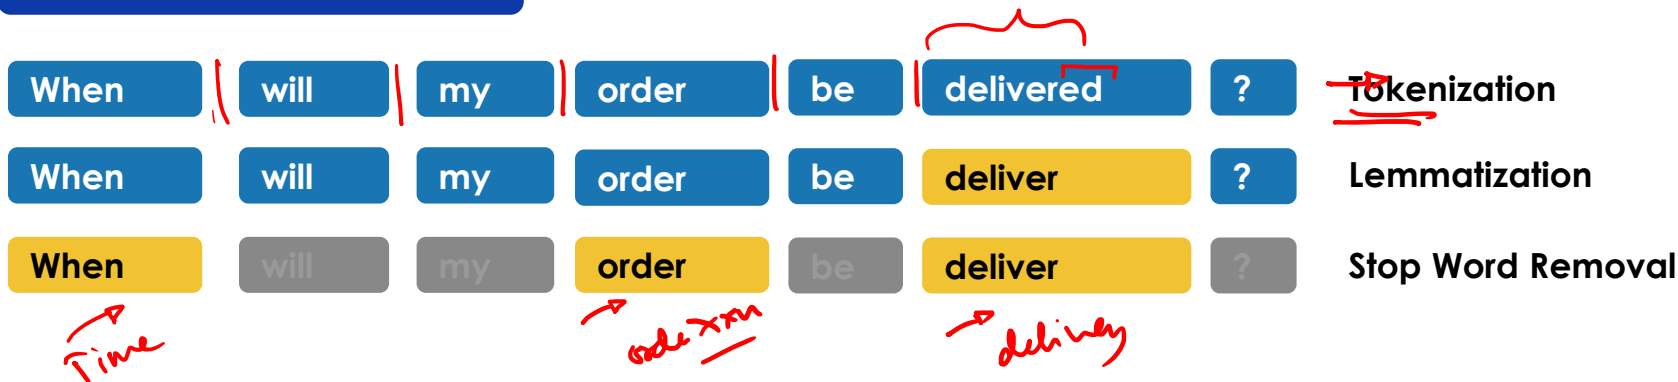 When will my order be delivered ? Tokenization
When will my order be deliver ? Lemmatization
When will my order be deliver ? Stop Word Removal
Time delivery